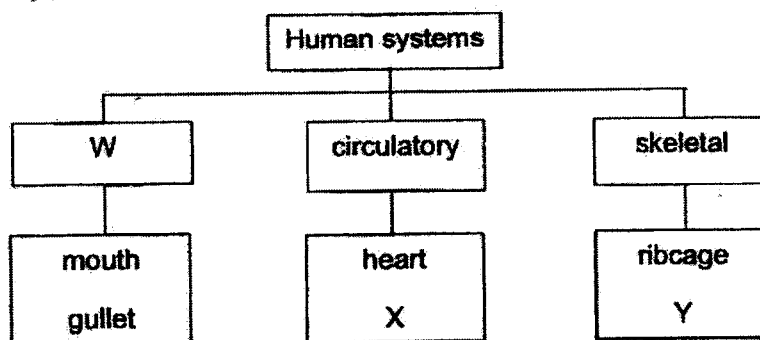 Human systems
W
circulatory
skeletal
mouth
gullet
heart
X
ribcage
Y